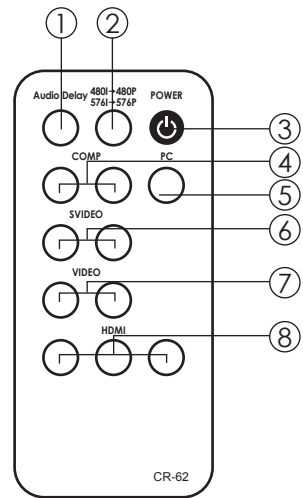 ① ②
Audio Delay 480I→480P POWER
576I→576P
③
COMP PC ④
⑤
SVIDEO ⑥
VIDEO
⑦
HDMI ⑧
CR-62